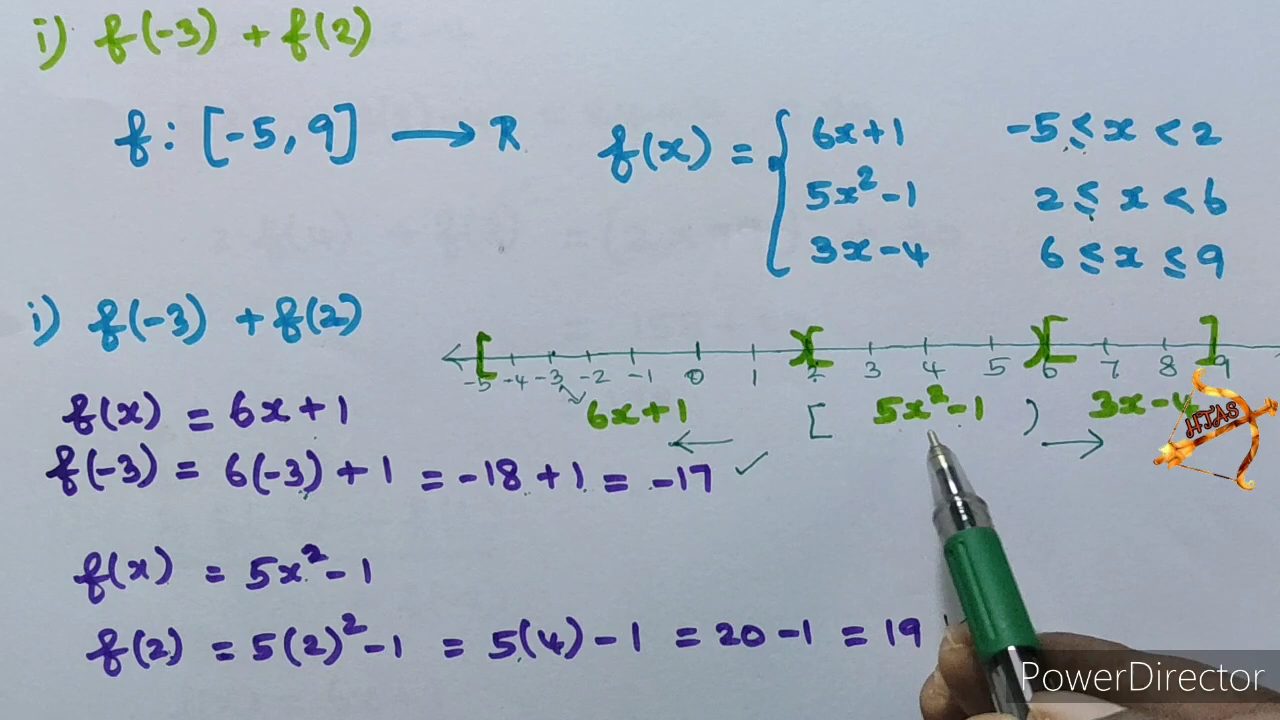 i) f(-3) + f(2)
f : [-5, 9] ⟶ R
f(x) = { 6x+1 -5 ≤ x < 2
5x² -1 2 ≤ x < 6
3x -4 6 ≤ x ≤ 9
i) f(-3) + f(2)
[ )[ )[ ]
-5 -4 -3 -2 -1 0 1 2 3 4 5 6 7 8 9
6x+1 [ 5x²-1 ) 3x-4
HTAS
f(x) = 6x+1
f(-3) = 6(-3)+1 = -18+1 = -17 ✓
f(x) = 5x²-1
f(2) = 5(2)²-1 = 5(4)-1 = 20-1 = 19
PowerDirector